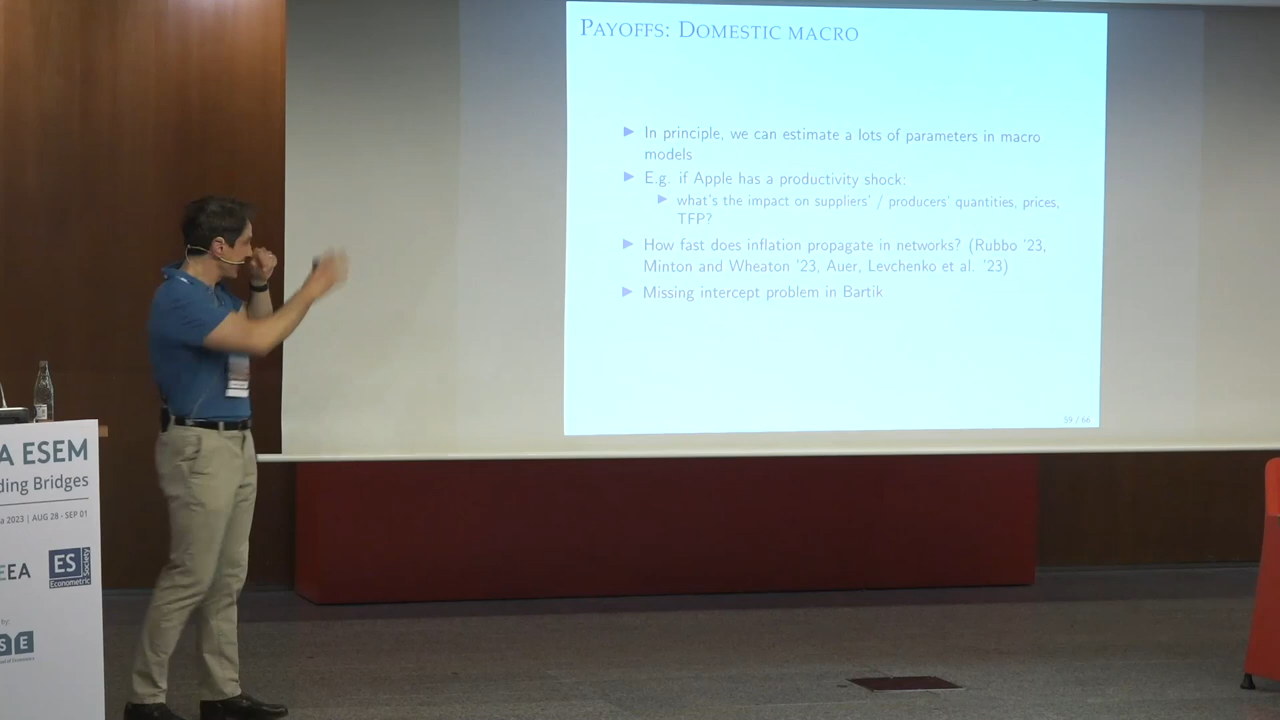 PAYOFFS: DOMESTIC MACRO
In principle, we can estimate a lots of parameters in macro
models
E.g. if Apple has a productivity shock:
what's the impact on suppliers' / producers' quantities, prices,
TFP?
How fast does inflation propagate in networks? (Rubbo '23,
Minton and Wheaton '23, Auer, Levchenko et al. '23)
Missing intercept problem in Bartik
59 / 66
A ESEM
ding Bridges
a 2023 | AUG 28 - SEP 01
EEA
ES
Econometric
Society
by:
S E